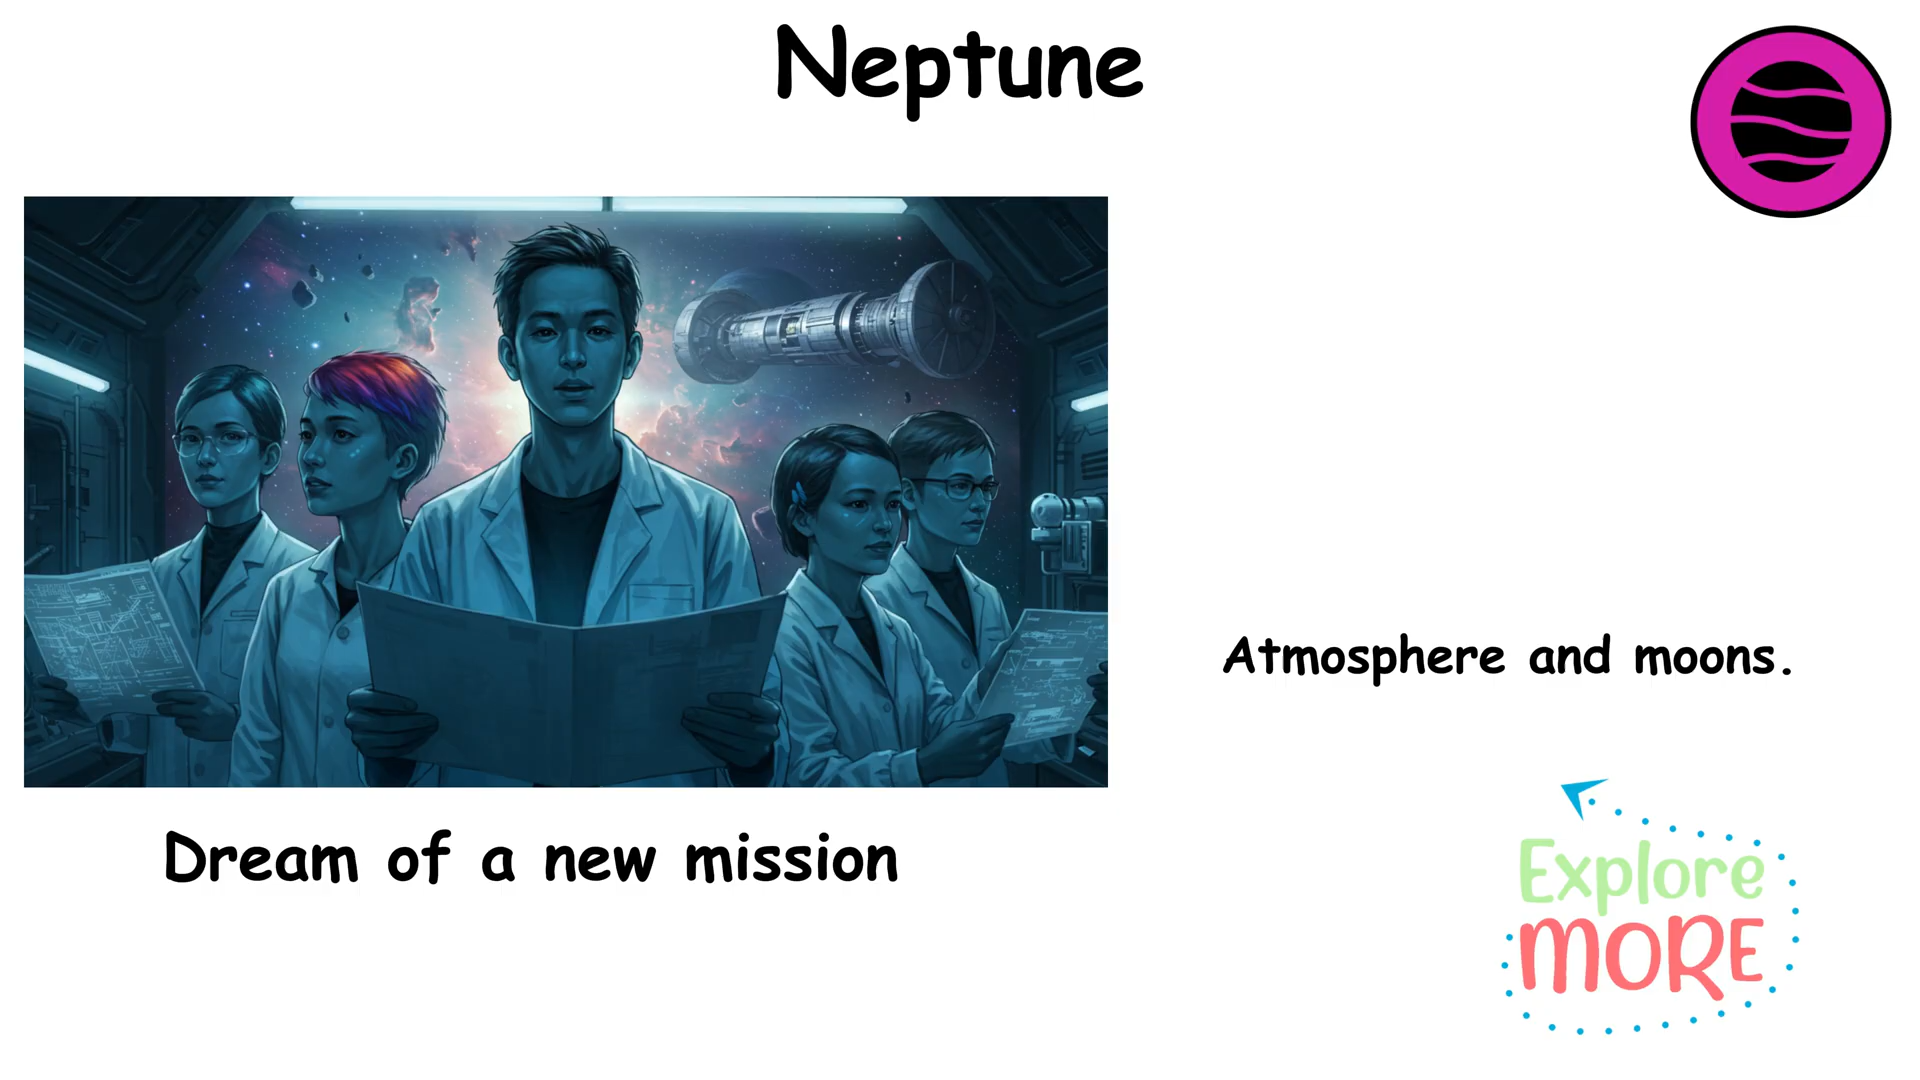 Neptune
Atmosphere and moons.
Dream of a new mission
Explore
MORE